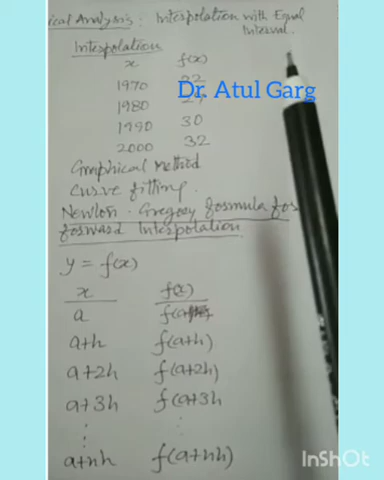 ical Analysis: Interpolation with Equal
Interval.
Interpolation
x f(x)
1970
Dr. Atul Garg
1980
1990 30
2000 32
Graphical Method
Curve fitting.
Newton-Gregory formula for
forward Interpolation
y = f(x)
x f(x)
a
a+h f(a+h)
a+2h f(a+2h)
a+3h f(a+3h
⋮ ⋮
a+nh f(a+nh)
InShOt